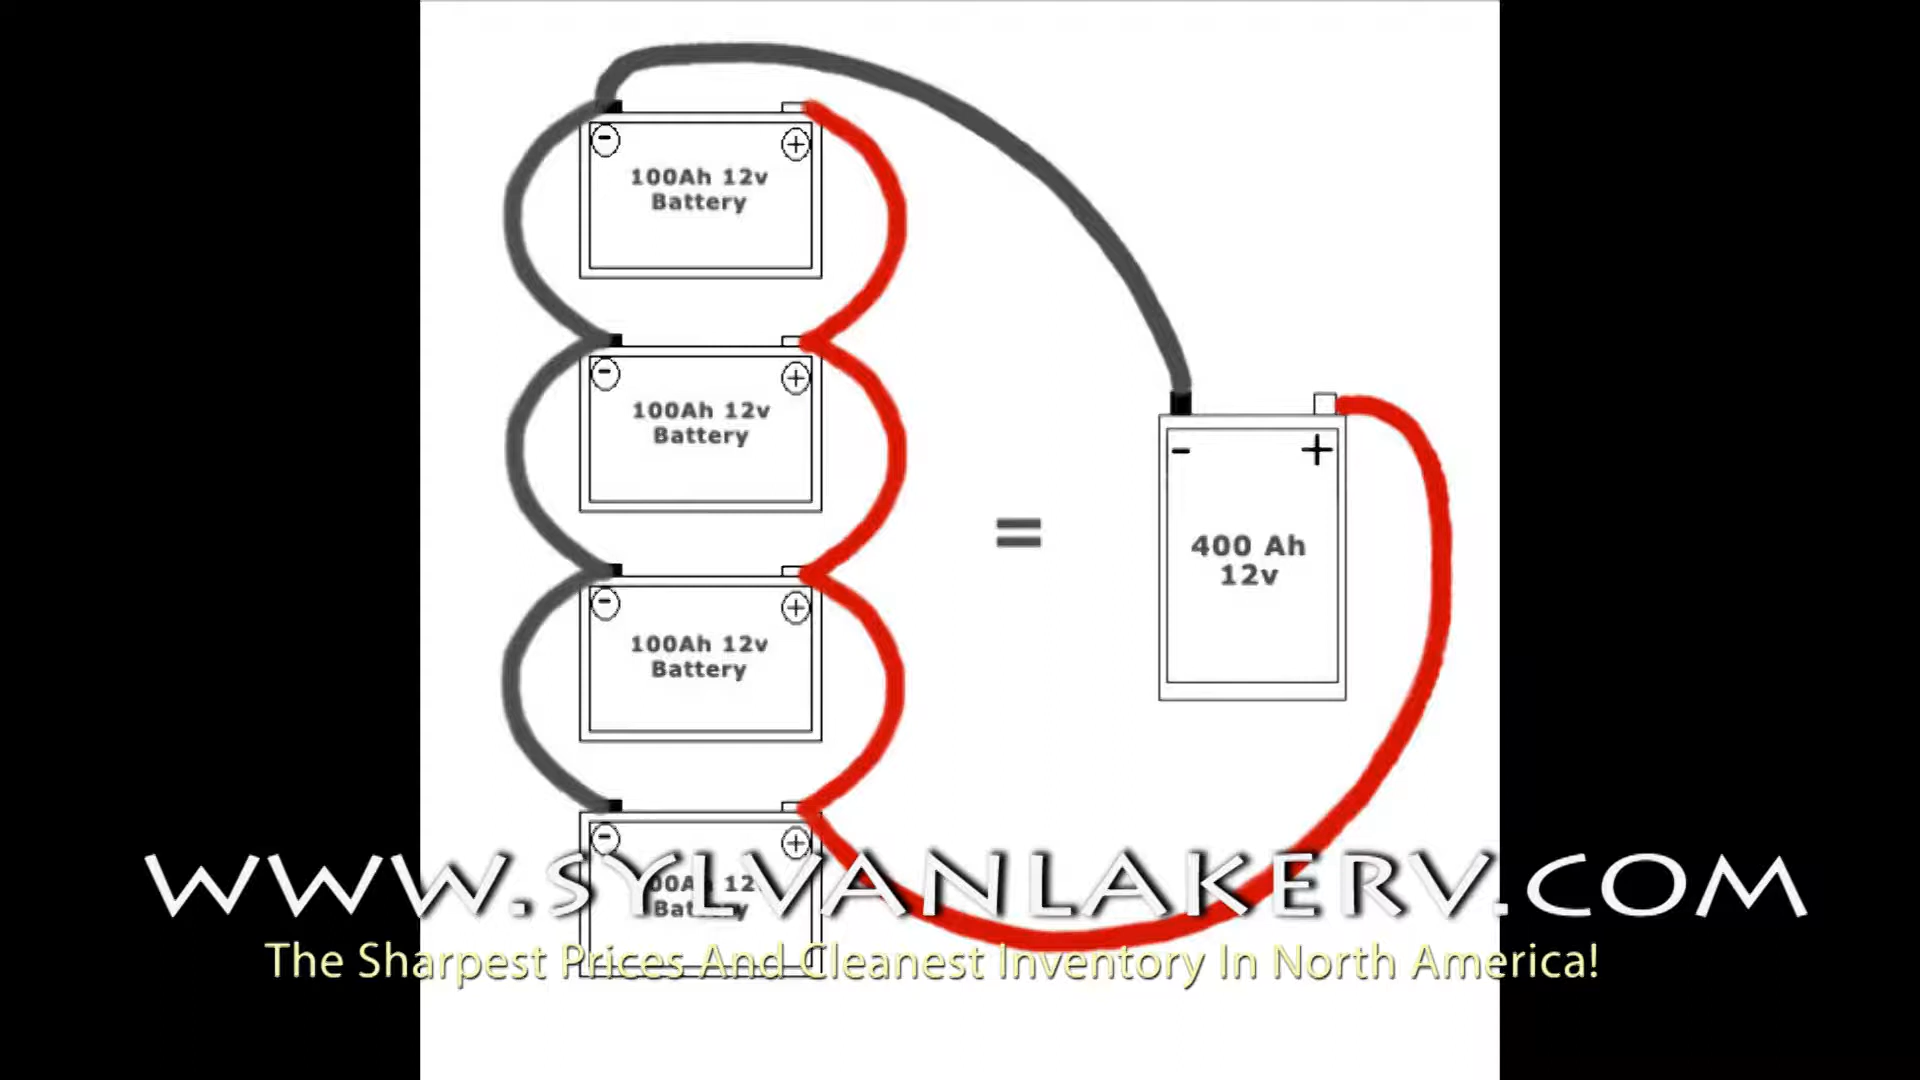 -
+
100Ah 12v
Battery
-
+
100Ah 12v
Battery
=
-
+
400 Ah
12v
-
+
100Ah 12v
Battery
-
+
WWW.SYLVANLAKERV.COM
Battery
The Sharpest Prices And Cleanest Inventory In North America!